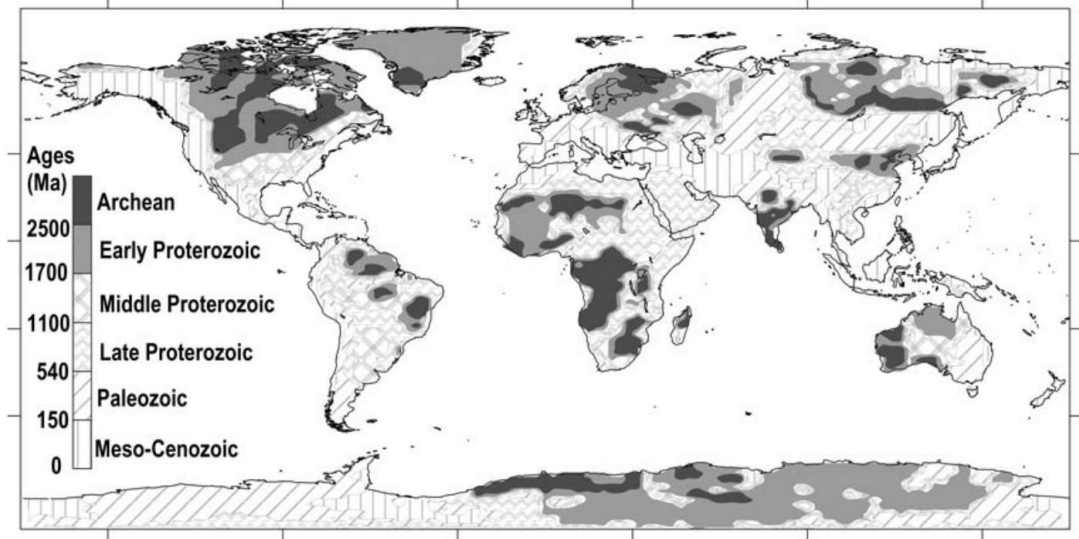 Ages
(Ma)
Archean
2500
Early Proterozoic
1700
Middle Proterozoic
1100
Late Proterozoic
540
Paleozoic
150
Meso-Cenozoic
0